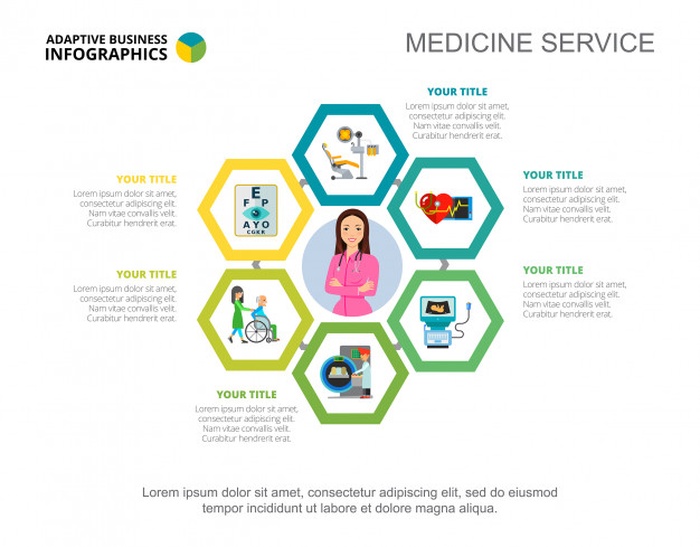 ADAPTIVE BUSINESS
INFOGRAPHICS
MEDICINE SERVICE
YOUR TITLE
Lorem ipsum dolor sit amet,
consectetur adipiscing elit,
Nam vitae convallis velit.
Curabitur hendrerit erat.
YOUR TITLE
Lorem ipsum dolor sit amet,
consectetur adipiscing elit,
Nam vitae convallis velit.
Curabitur hendrerit erat.
YOUR TITLE
Lorem ipsum dolor sit amet,
consectetur adipiscing elit,
Nam vitae convallis velit.
Curabitur hendrerit erat.
E
F P
AYO
CGER
YOUR TITLE
Lorem ipsum dolor sit amet,
consectetur adipiscing elit,
Nam vitae convallis velit.
Curabitur hendrerit erat.
YOUR TITLE
Lorem ipsum dolor sit amet,
consectetur adipiscing elit,
Nam vitae convallis velit.
Curabitur hendrerit erat.
YOUR TITLE
Lorem ipsum dolor sit amet,
consectetur adipiscing elit,
Nam vitae convallis velit.
Curabitur hendrerit erat.
Lorem ipsum dolor sit amet, consectetur adipiscing elit, sed do eiusmod
tempor incididunt ut labore et dolore magna aliqua.